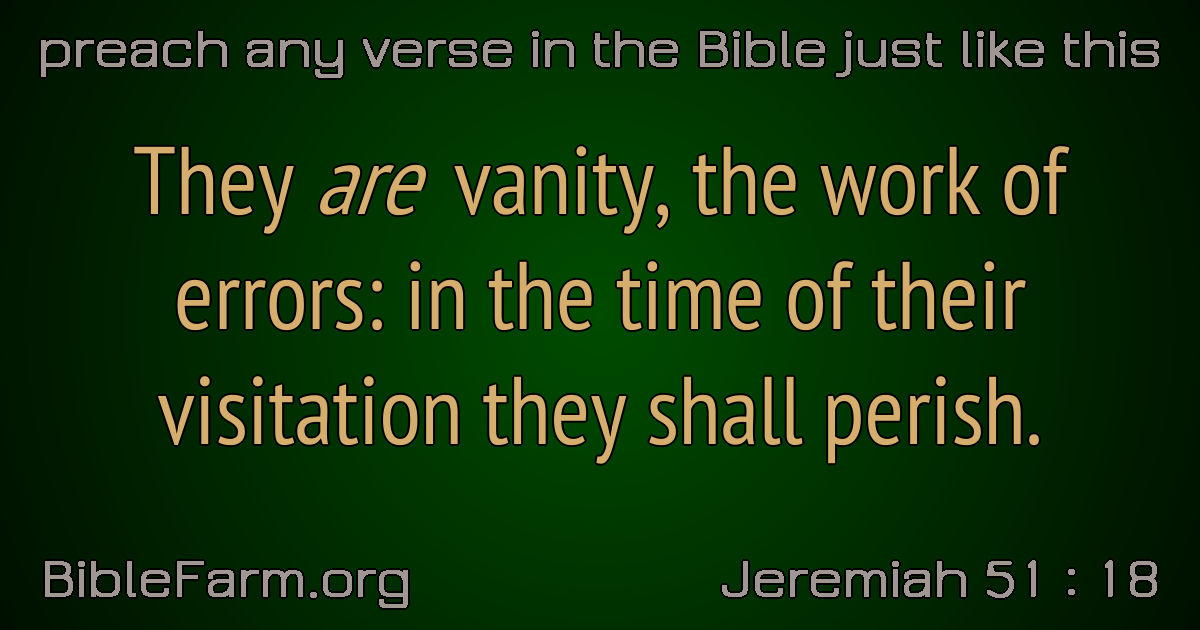 preach any verse in the Bible just like this
They are vanity, the work of
errors: in the time of their
visitation they shall perish.
BibleFarm.org
Jeremiah 51 : 18